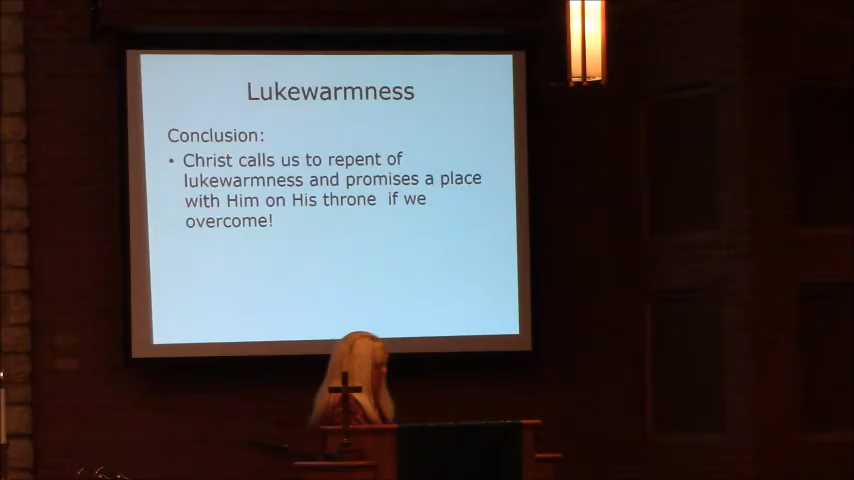 Lukewarmness
Conclusion:
• Christ calls us to repent of
lukewarmness and promises a place
with Him on His throne if we
overcome!